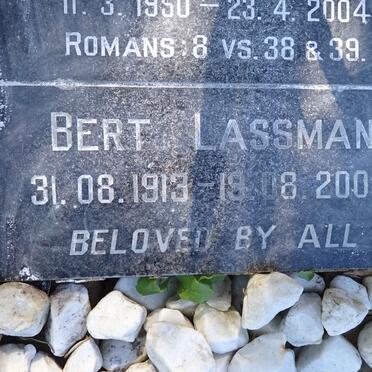 11. 3. 1950 – 23. 4. 2004
ROMANS: 8 VS. 38 & 39.
BERT LASSMAN
31. 08. 1913 – 19. 08. 200
BELOVED BY ALL